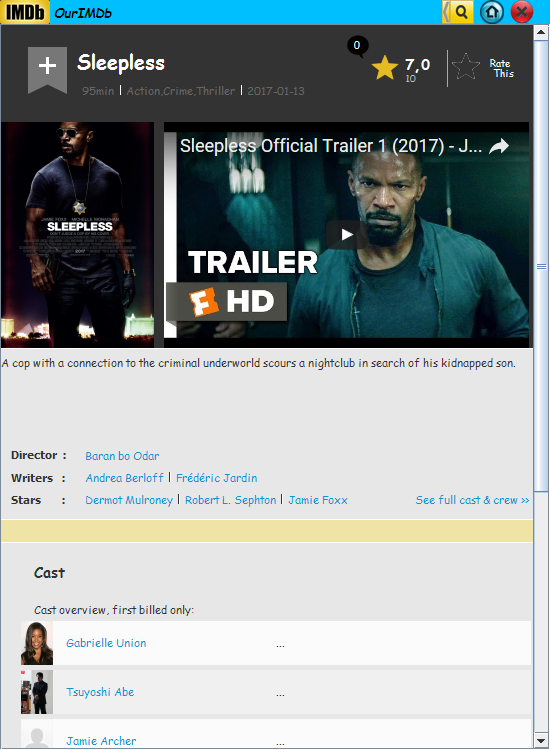 IMDb OurIMDb
0
Sleepless
7,0
10
Rate
This
95min | Action,Crime,Thriller | 2017-01-13
JAMIE FOXX MICHELLE MONAGHAN
SLEEPLESS
Sleepless Official Trailer 1 (2017) - J...
TRAILER
F HD
A cop with a connection to the criminal underworld scours a nightclub in search of his kidnapped son.
Director : Baran bo Odar
Writers : Andrea Berloff | Frédéric Jardin
Stars : Dermot Mulroney | Robert L. Sephton | Jamie Foxx See full cast & crew >>
Cast
Cast overview, first billed only:
Gabrielle Union ...
Tsuyoshi Abe ...
Jamie Archer ...